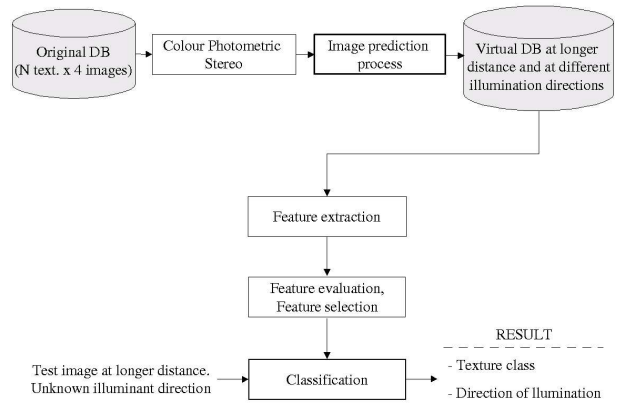 Original DB
(N text. x 4 images)
Colour Photometric
Stereo
Image prediction
process
Virtual DB at longer
distance and at different
illumination directions
Feature extraction
Feature evaluation,
Feature selection
Test image at longer distance.
Unknown illuminant direction
Classification
RESULT
- Texture class
- Direction of llumination